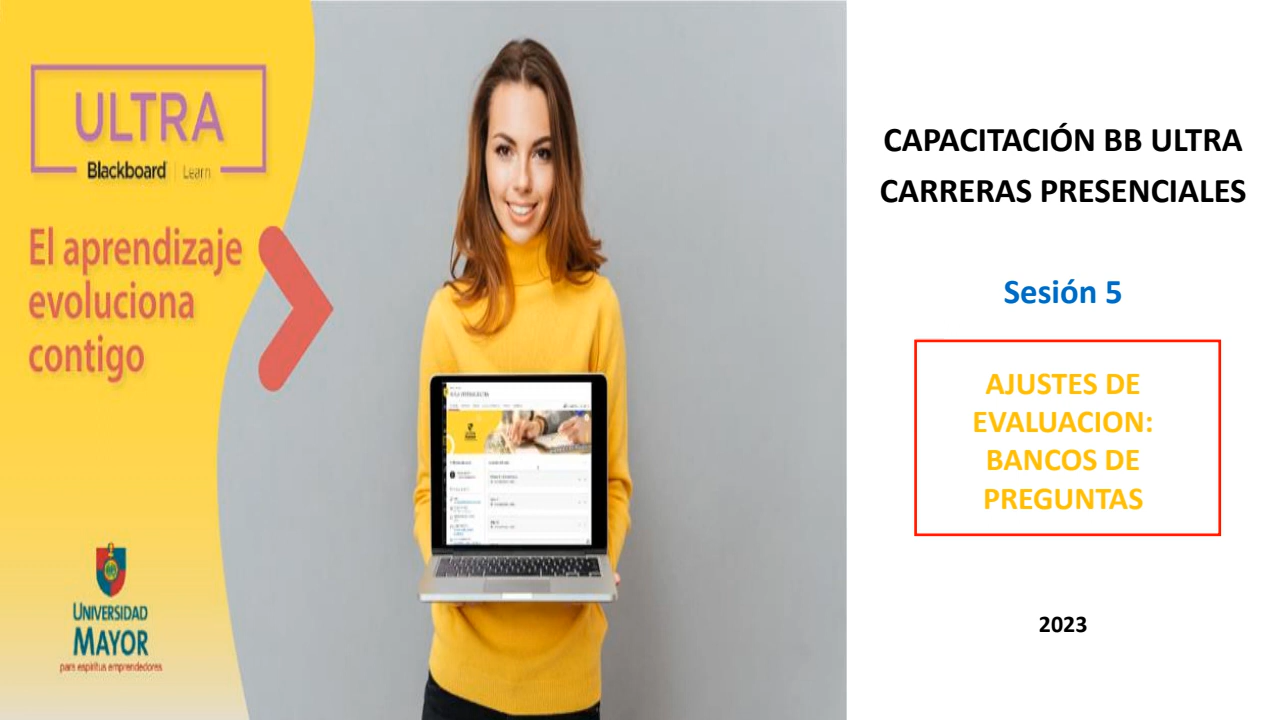 ULTRA
Blackboard | Learn
El aprendizaje
evoluciona
contigo
UNIVERSIDAD
MAYOR
para espíritus emprendedores
CAPACITACIÓN BB ULTRA
CARRERAS PRESENCIALES
Sesión 5
AJUSTES DE
EVALUACION:
BANCOS DE
PREGUNTAS
2023